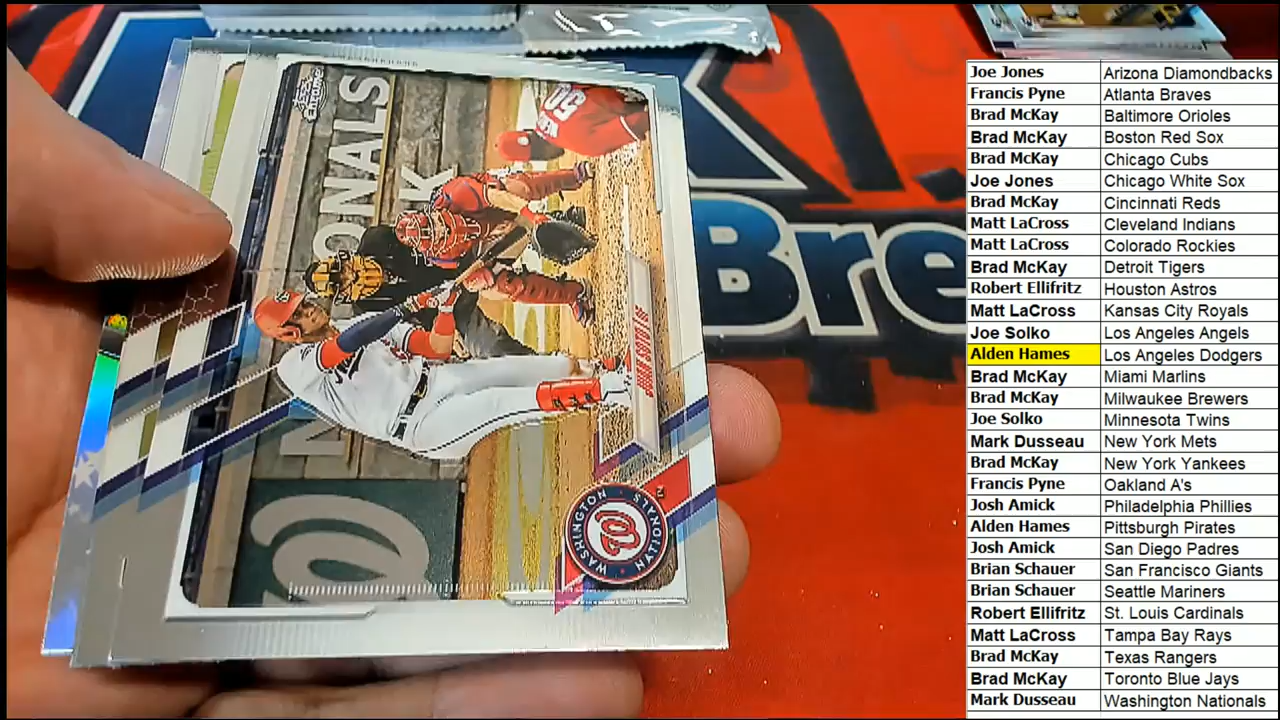 Joe Jones Arizona Diamondbacks
Francis Pyne Atlanta Braves
Brad McKay Baltimore Orioles
Brad McKay Boston Red Sox
Brad McKay Chicago Cubs
Joe Jones Chicago White Sox
Brad McKay Cincinnati Reds
Matt LaCross Cleveland Indians
Matt LaCross Colorado Rockies
Brad McKay Detroit Tigers
Robert Ellifritz Houston Astros
Matt LaCross Kansas City Royals
Joe Solko Los Angeles Angels
Alden Hames Los Angeles Dodgers
Brad McKay Miami Marlins
Brad McKay Milwaukee Brewers
Joe Solko Minnesota Twins
Mark Dusseau New York Mets
Brad McKay New York Yankees
Francis Pyne Oakland A's
Josh Amick Philadelphia Phillies
Alden Hames Pittsburgh Pirates
Josh Amick San Diego Padres
Brian Schauer San Francisco Giants
Brian Schauer Seattle Mariners
Robert Ellifritz St. Louis Cardinals
Matt LaCross Tampa Bay Rays
Brad McKay Texas Rangers
Brad McKay Toronto Blue Jays
Mark Dusseau Washington Nationals
Bre
50
WASHINGTON NATIONALS
W